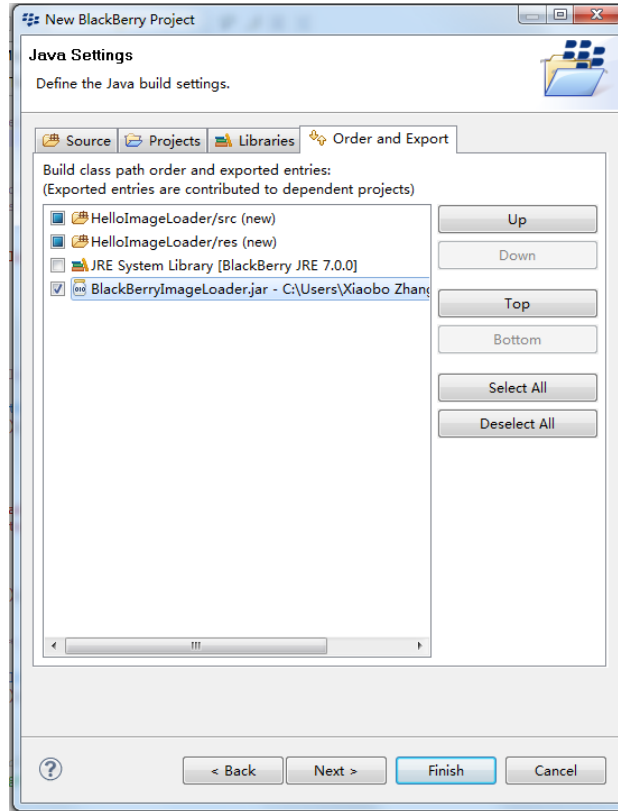 New BlackBerry Project
Java Settings
Define the Java build settings.
Source Projects Libraries Order and Export
Build class path order and exported entries:
(Exported entries are contributed to dependent projects)
HelloImageLoader/src (new)
HelloImageLoader/res (new)
JRE System Library [BlackBerry JRE 7.0.0]
BlackBerryImageLoader.jar - C:\Users\Xiaobo Zhang
Up
Down
Top
Bottom
Select All
Deselect All
< Back Next > Finish Cancel